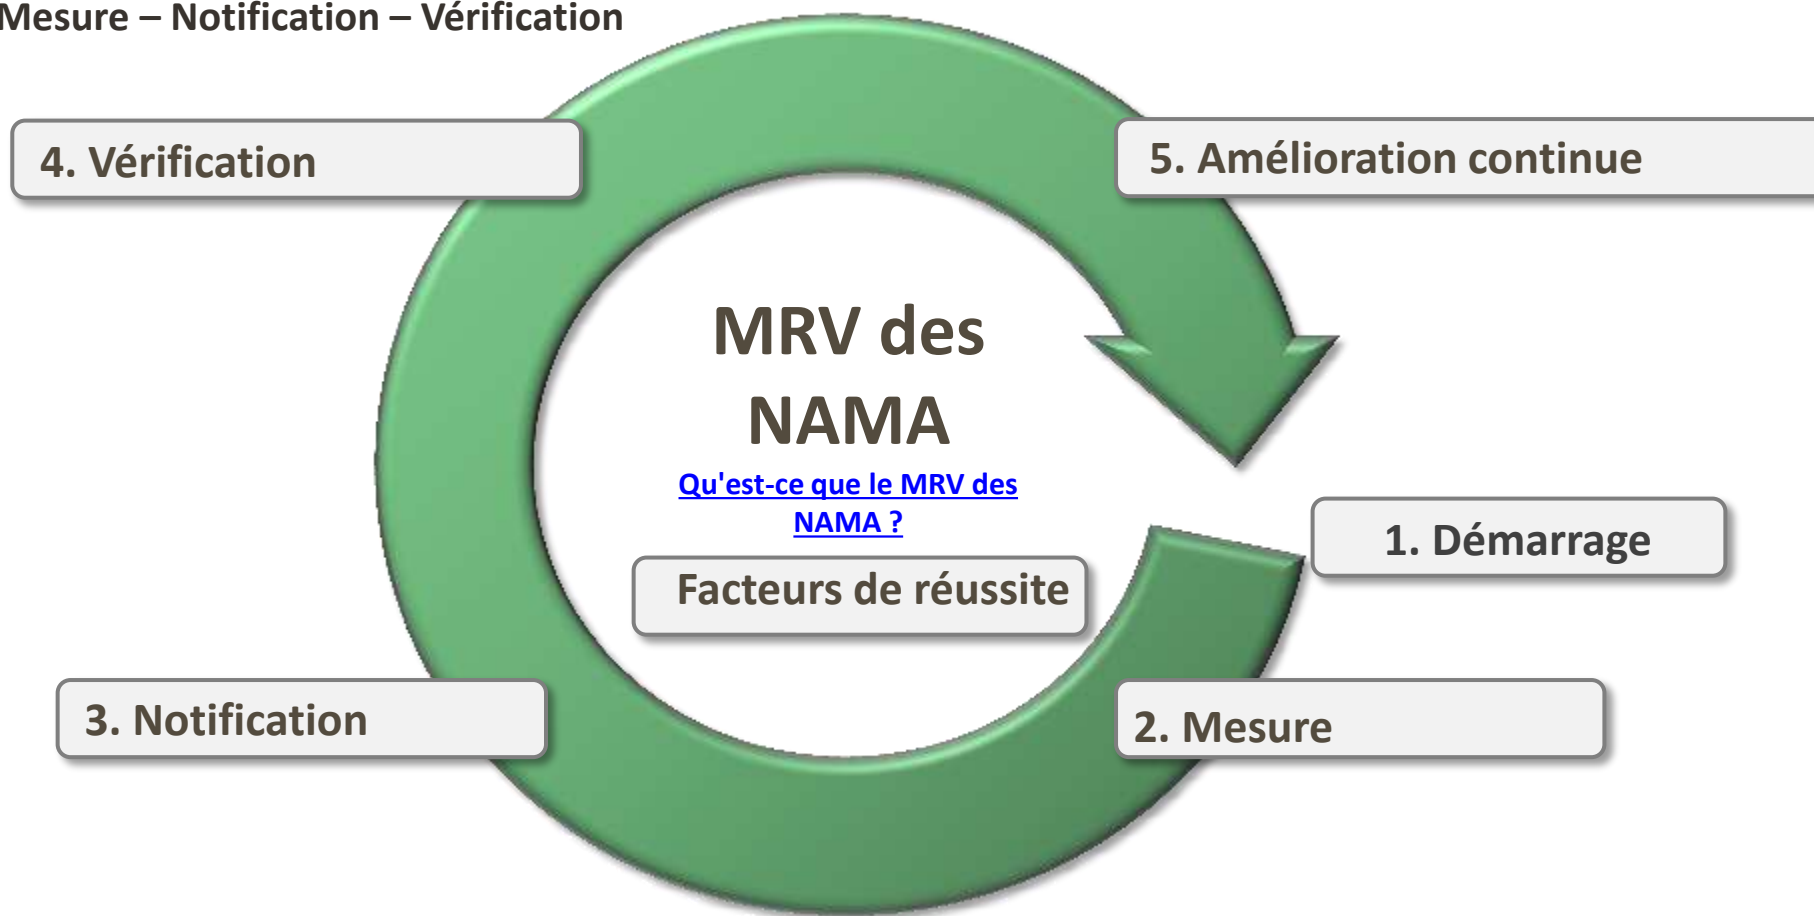 Mesure – Notification – Vérification
4. Vérification
5. Amélioration continue
MRV des
NAMA
Qu'est-ce que le MRV des
NAMA ?
1. Démarrage
Facteurs de réussite
3. Notification
2. Mesure